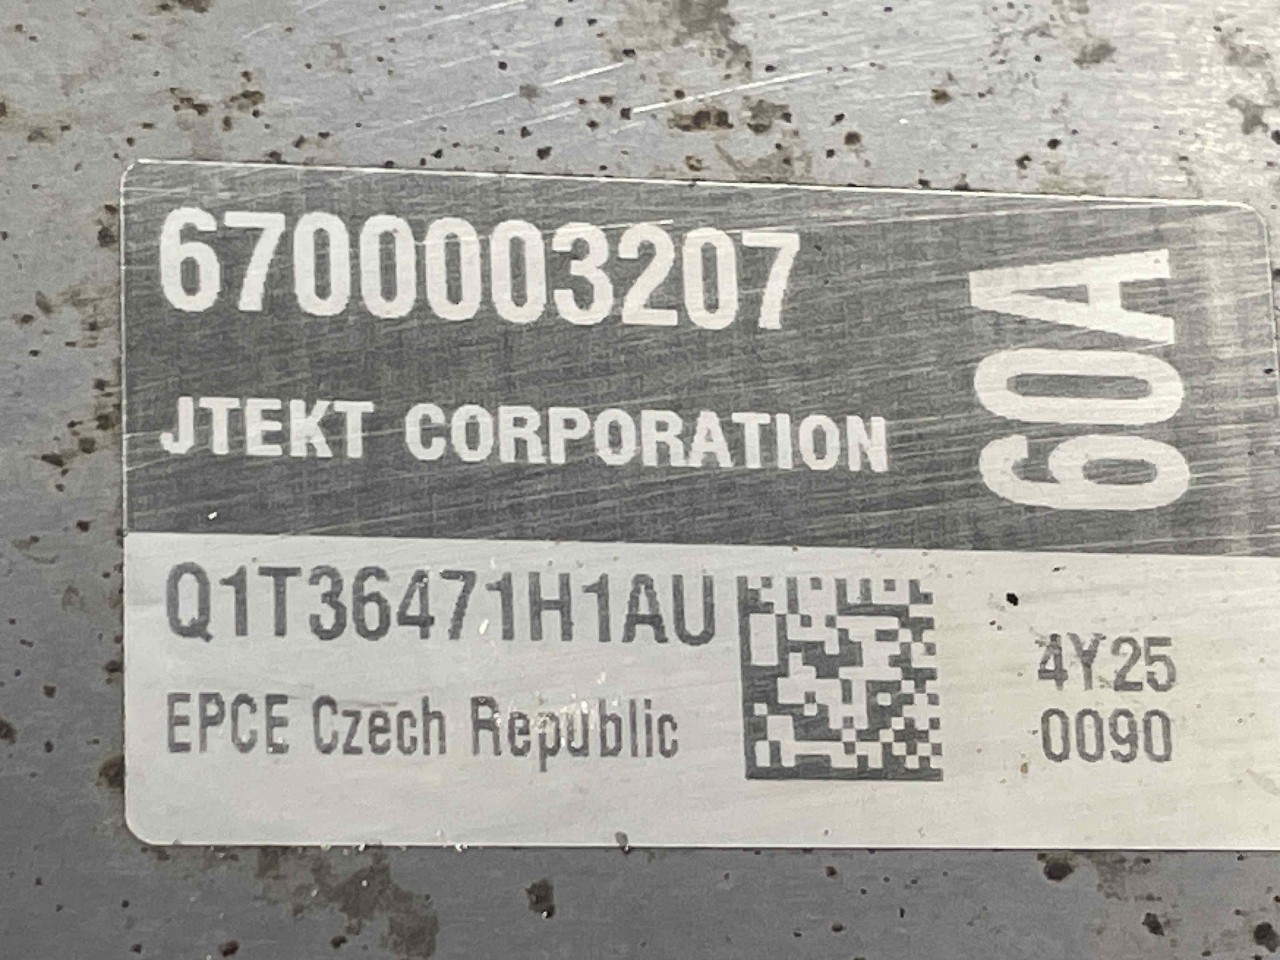 6700003207
JTEKT CORPORATION
60A
Q1T36471H1AU
EPCE Czech Republic
4Y25
0090